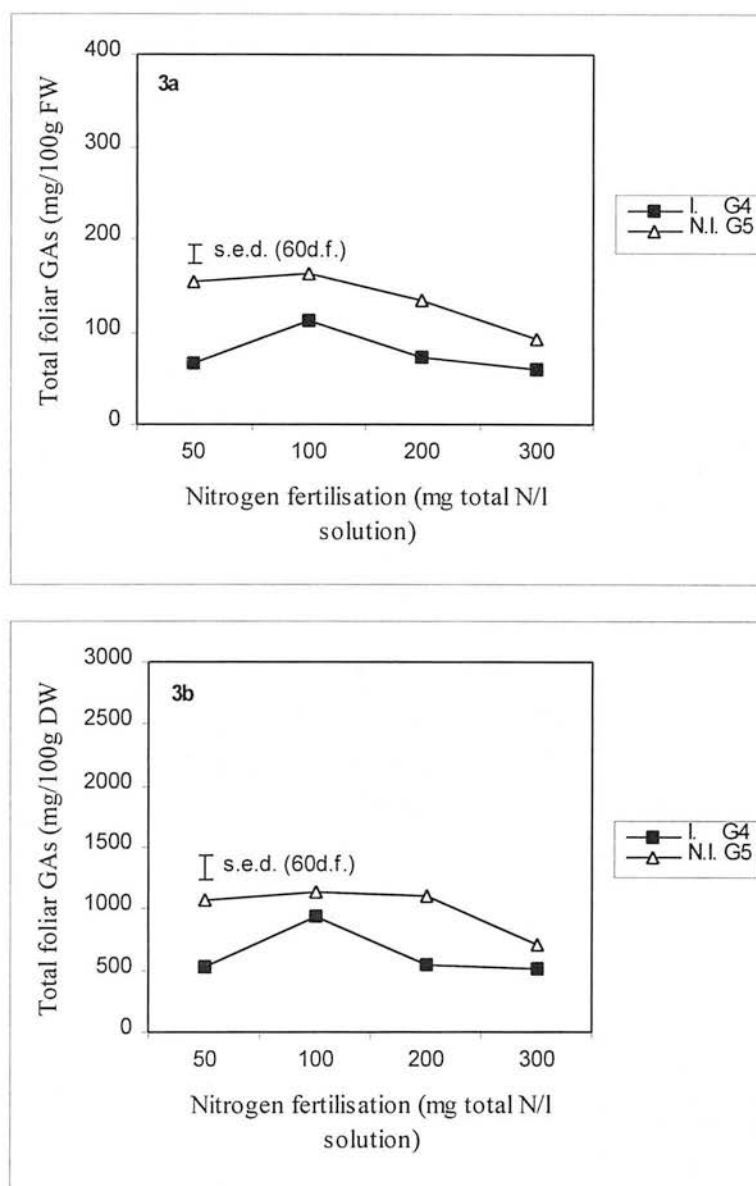 3a
Total foliar GAs (mg/100g FW)
400
300
200
100
0
s.e.d. (60d.f.)
50 100 200 300
Nitrogen fertilisation (mg total N/l
solution)
I. G4
N.I. G5
3b
Total foliar GAs (mg/100g DW)
3000
2500
2000
1500
1000
500
0
s.e.d. (60d.f.)
50 100 200 300
Nitrogen fertilisation (mg total N/l
solution)
I. G4
N.I. G5